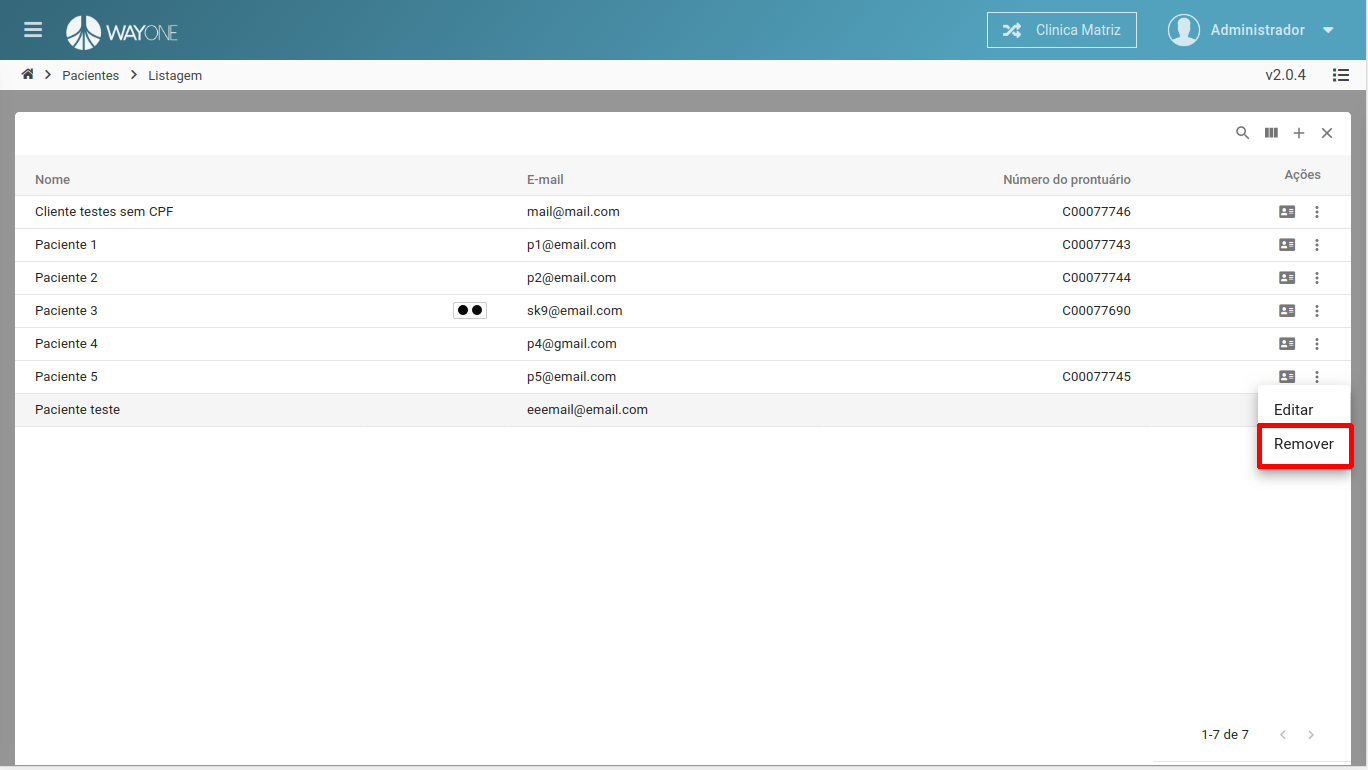 WAYONE
Clinica Matriz
Administrador
Pacientes
Listagem
v2.0.4
Nome E-mail Número do prontuário Ações
Cliente testes sem CPF mail@mail.com C00077746
Paciente 1 p1@email.com C00077743
Paciente 2 p2@email.com C00077744
Paciente 3 sk9@email.com C00077690
Paciente 4 p4@gmail.com
Paciente 5 p5@email.com C00077745
Paciente teste eeemail@email.com
Editar
Remover
1-7 de 7